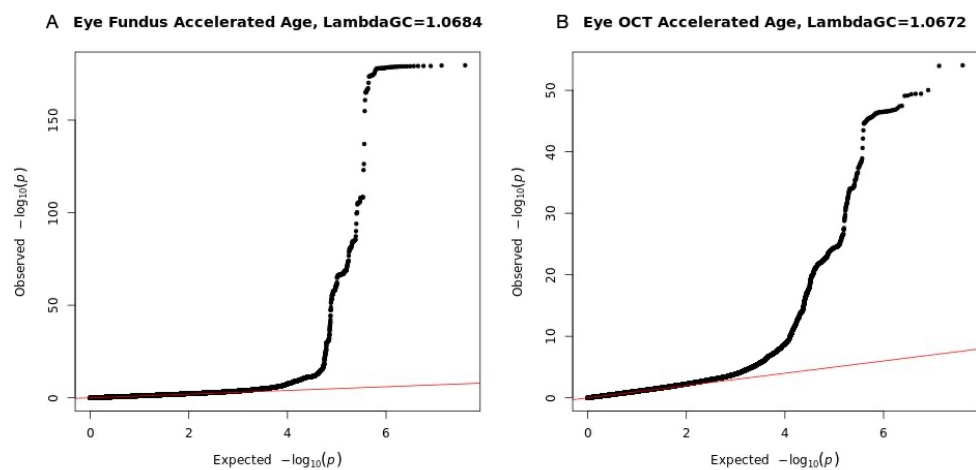 A Eye Fundus Accelerated Age, LambdaGC=1.0684
150
100
50
0
Observed −log10(p)
0 2 4 6
Expected −log10(p)
B Eye OCT Accelerated Age, LambdaGC=1.0672
50
40
30
20
10
0
Observed −log10(p)
0 2 4 6
Expected −log10(p)